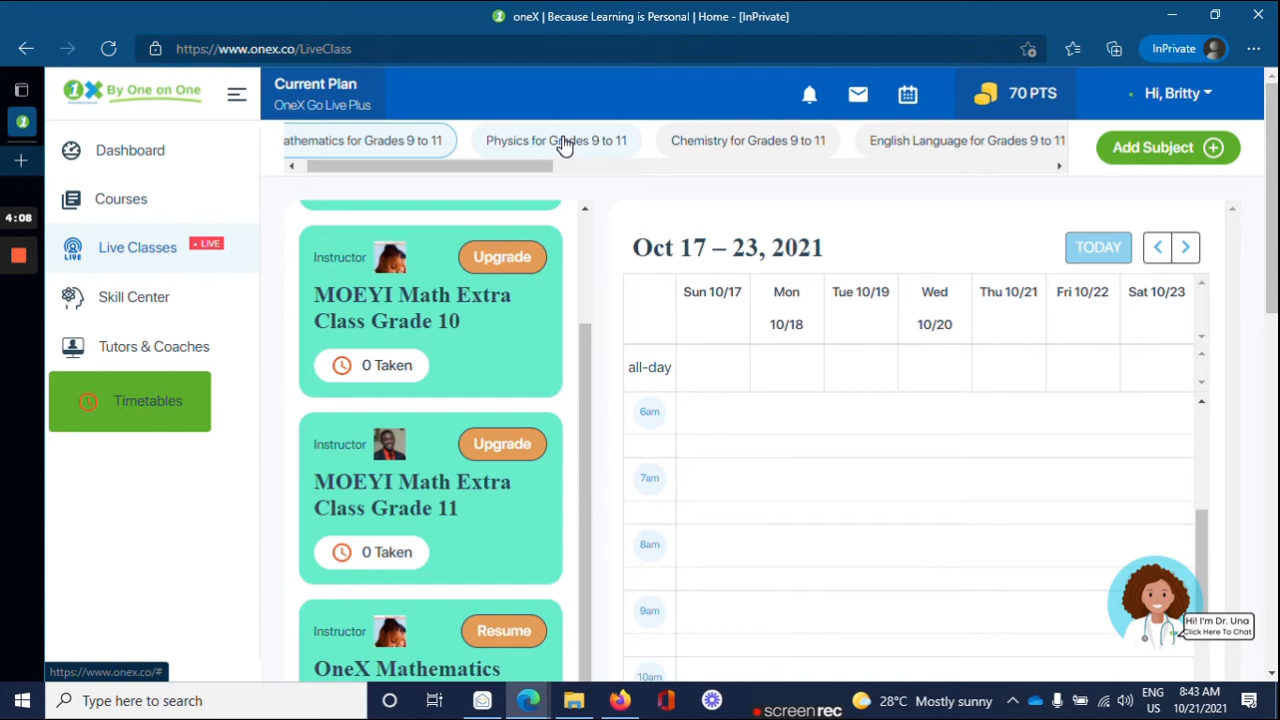 oneX | Because Learning is Personal | Home - [InPrivate]
https://www.onex.co/LiveClass
InPrivate
1X By One on One
Current Plan
OneX Go Live Plus
70 PTS
Hi, Britty
athematics for Grades 9 to 11
Physics for Grades 9 to 11
Chemistry for Grades 9 to 11
English Language for Grades 9 to 11
Add Subject
Dashboard
Courses
4:08
Live Classes
• LIVE
Skill Center
Tutors & Coaches
Timetables
Instructor
Upgrade
MOEYI Math Extra
Class Grade 10
0 Taken
Instructor
Upgrade
MOEYI Math Extra
Class Grade 11
0 Taken
Instructor
Resume
OneX Mathematics
Oct 17 – 23, 2021
TODAY
Sun 10/17
Mon
10/18
Tue 10/19
Wed
10/20
Thu 10/21
Fri 10/22
Sat 10/23
all-day
6am
7am
8am
9am
10am
Hi! I'm Dr. Una
Click Here To Chat
https://www.onex.co/#
Type here to search
28°C Mostly sunny
ENG
US
8:43 AM
10/21/2021
screen rec